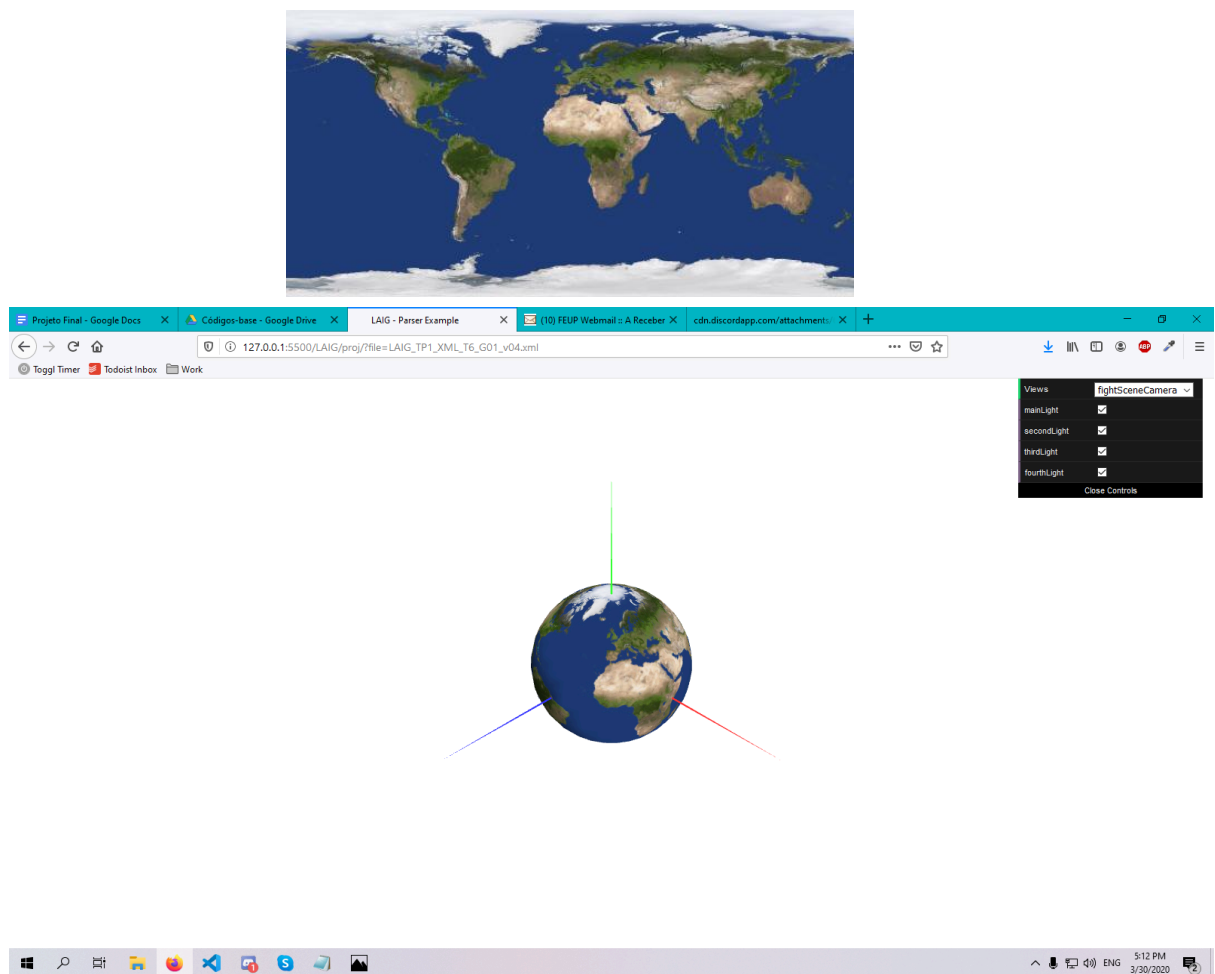 Projeto Final - Google Docs
Códigos-base - Google Drive
LAIG - Parser Example
(10) FEUP Webmail :: A Receber
cdn.discordapp.com/attachments/
127.0.0.1:5500/LAIG/proj/?file=LAIG_TP1_XML_T6_G01_v04.xml
ABP
Toggl Timer
Todoist Inbox
Work
Views
fightSceneCamera
mainLight
secondLight
thirdLight
fourthLight
Close Controls
ENG
5:12 PM
3/30/2020
2